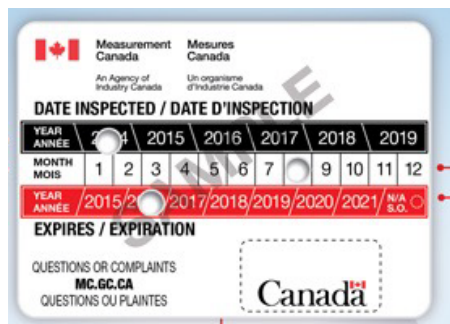 Measurement Canada
Mesures Canada
An Agency of Industry Canada
Un organisme d'Industrie Canada
SAMPLE
DATE INSPECTED / DATE D'INSPECTION
YEAR ANNÉE 2015 2016 2017 2018 2019
MONTH MOIS 1 2 3 4 5 6 7 9 10 11 12
YEAR ANNÉE 2015 2017 2018 2019 2020 2021 N/A S.O.
EXPIRES / EXPIRATION
QUESTIONS OR COMPLAINTS
MC.GC.CA
QUESTIONS OU PLAINTES
Canada